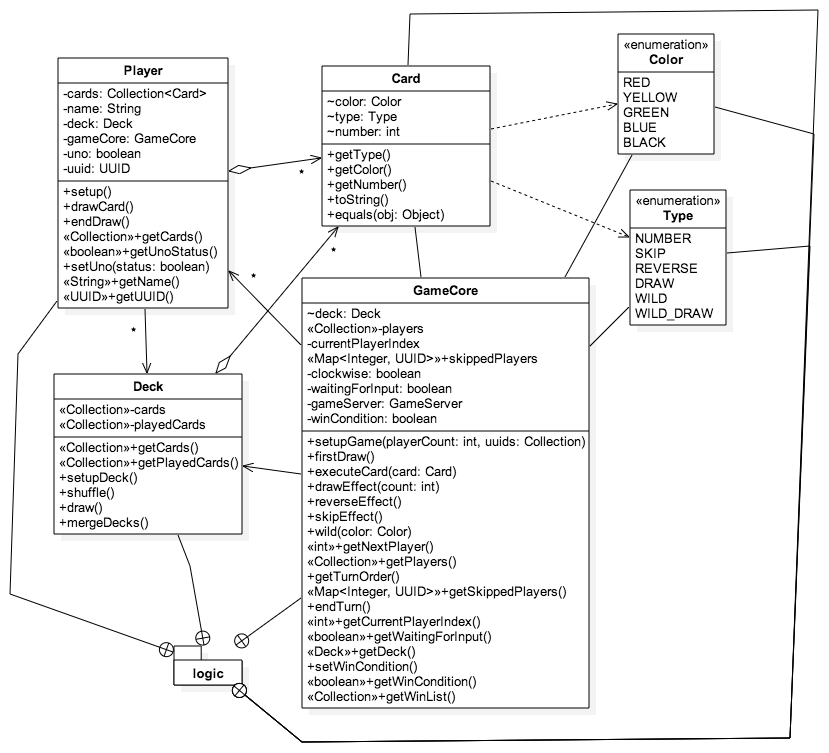 Player
-cards: Collection<Card>
-name: String
-deck: Deck
-gameCore: GameCore
-uno: boolean
-uuid: UUID
+setup()
+drawCard()
+endDraw()
«Collection»+getCards()
«boolean»+getUnoStatus()
+setUno(status: boolean)
«String»+getName()
«UUID»+getUUID()
Card
~color: Color
~type: Type
~number: int
+getType()
+getColor()
+getNumber()
+toString()
+equals(obj: Object)
«enumeration»
Color
RED
YELLOW
GREEN
BLUE
BLACK
«enumeration»
Type
NUMBER
SKIP
REVERSE
DRAW
WILD
WILD_DRAW
*
*
*
*
GameCore
~deck: Deck
«Collection»-players
-currentPlayerIndex
«Map<Integer, UUID>»+skippedPlayers
-clockwise: boolean
-waitingForInput: boolean
-gameServer: GameServer
-winCondition: boolean
+setupGame(playerCount: int, uuids: Collection)
+firstDraw()
+executeCard(card: Card)
+drawEffect(count: int)
+reverseEffect()
+skipEffect()
+wild(color: Color)
«int»+getNextPlayer()
«Collection»+getPlayers()
+getTurnOrder()
«Map<Integer, UUID>»+getSkippedPlayers()
+endTurn()
«int»+getCurrentPlayerIndex()
«boolean»+getWaitingForInput()
«Deck»+getDeck()
+setWinCondition()
«boolean»+getWinCondition()
«Collection»+getWinList()
Deck
«Collection»-cards
«Collection»-playedCards
«Collection»+getCards()
«Collection»+getPlayedCards()
+setupDeck()
+shuffle()
+draw()
+mergeDecks()
logic